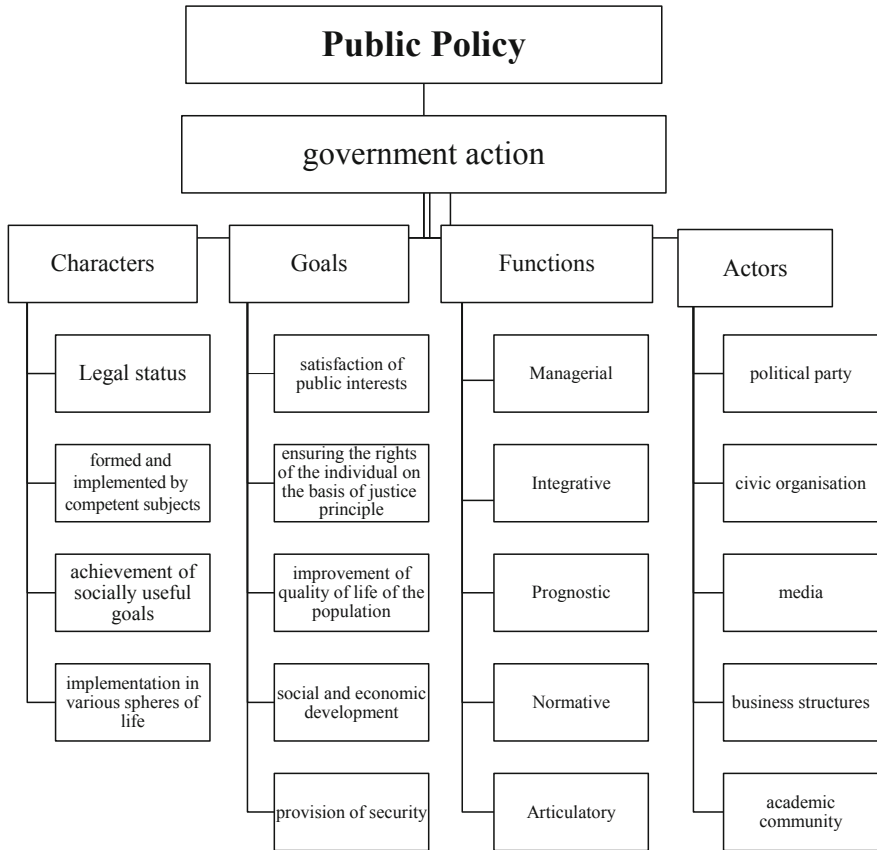 Public Policy
government action
Characters
Legal status
formed and
implemented by
competent subjects
achievement of
socially useful
goals
implementation in
various spheres of
life
Goals
satisfaction of
public interests
ensuring the rights
of the individual on
the basis of justice
principle
improvement of
quality of life of the
population
social and economic
development
provision of security
Functions
Managerial
Integrative
Prognostic
Normative
Articulatory
Actors
political party
civic organisation
media
business structures
academic
community